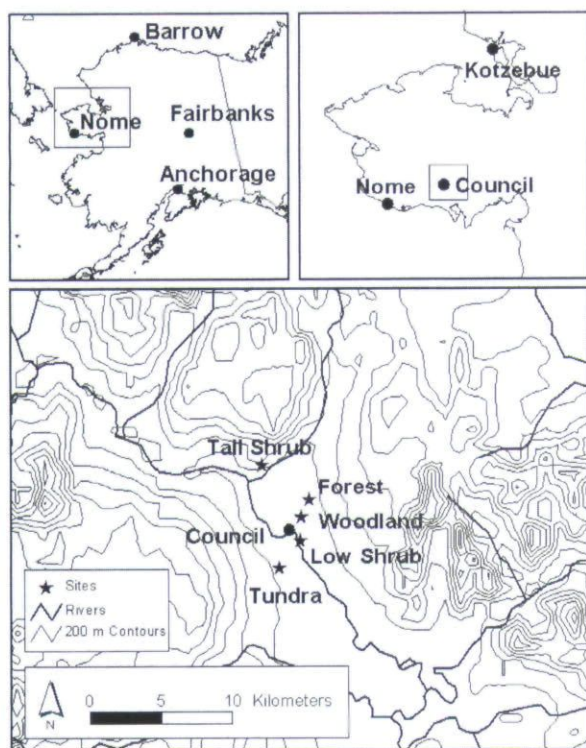 Barrow
Nome
Fairbanks
Anchorage
Kotzebue
Nome
Council
Tall Shrub
Forest
Woodland
Council
Low Shrub
Tundra
Sites
Rivers
200 m Contours
N
0 5 10 Kilometers